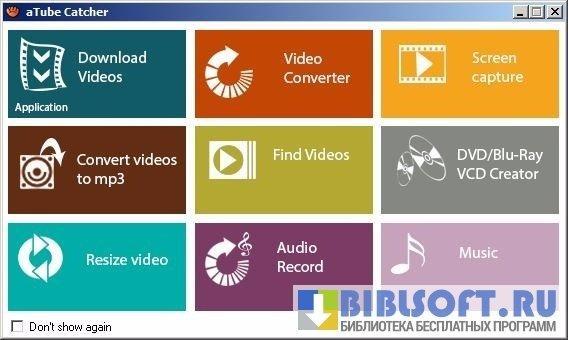 aTube Catcher
Download
Videos
Application
Video
Converter
Screen
capture
Convert videos
to mp3
Find Videos
DVD/Blu-Ray
VCD Creator
Resize video
Audio
Record
Music
Don't show again
BIBLSOFT.RU
БИБЛИОТЕКА БЕСПЛАТНЫХ ПРОГРАММ